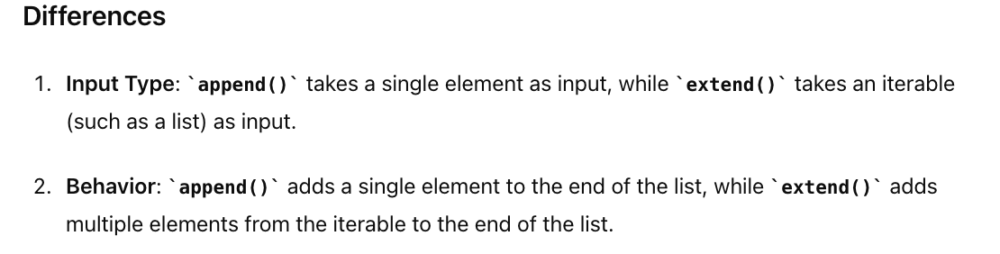 Differences
1. Input Type: `append()` takes a single element as input, while `extend()` takes an iterable
(such as a list) as input.
2. Behavior: `append()` adds a single element to the end of the list, while `extend()` adds
multiple elements from the iterable to the end of the list.